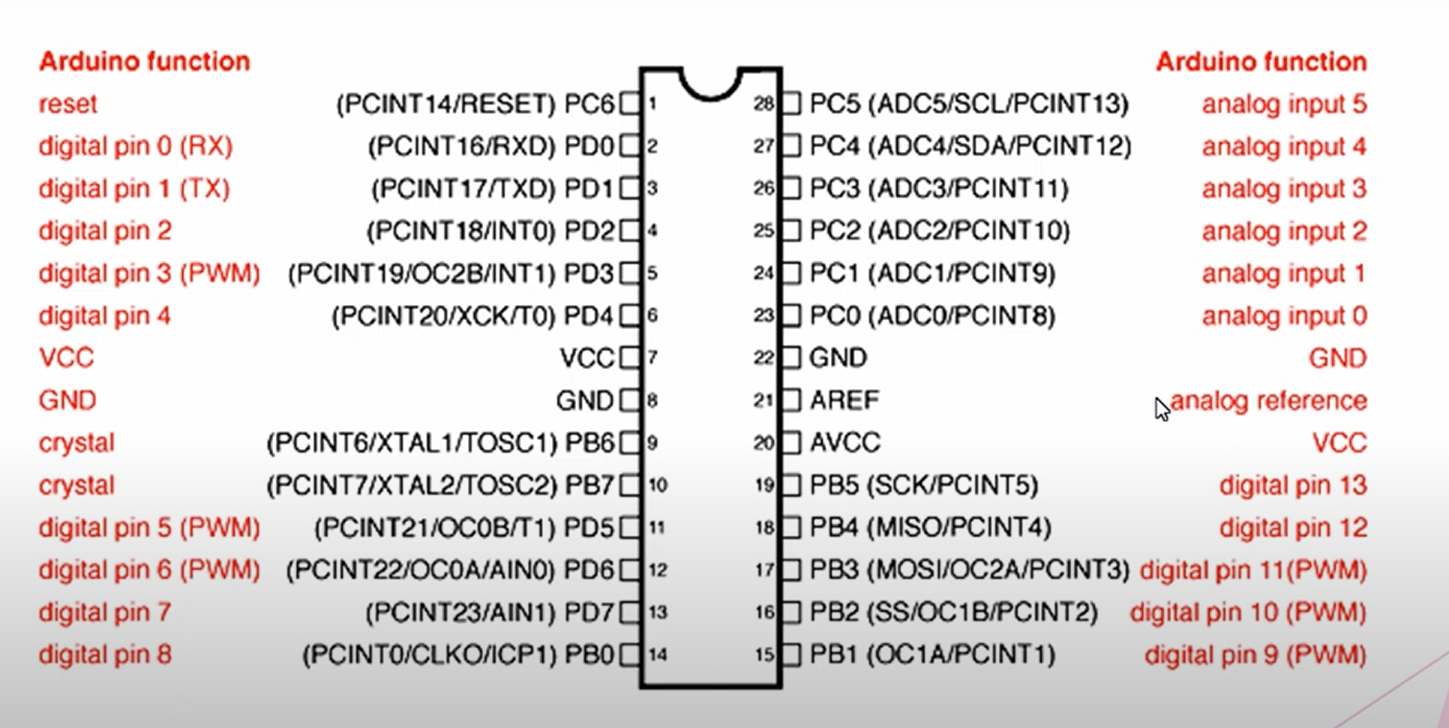 Arduino function Arduino function
reset (PCINT14/RESET) PC6 1 28 PC5 (ADC5/SCL/PCINT13) analog input 5
digital pin 0 (RX) (PCINT16/RXD) PD0 2 27 PC4 (ADC4/SDA/PCINT12) analog input 4
digital pin 1 (TX) (PCINT17/TXD) PD1 3 26 PC3 (ADC3/PCINT11) analog input 3
digital pin 2 (PCINT18/INT0) PD2 4 25 PC2 (ADC2/PCINT10) analog input 2
digital pin 3 (PWM) (PCINT19/OC2B/INT1) PD3 5 24 PC1 (ADC1/PCINT9) analog input 1
digital pin 4 (PCINT20/XCK/T0) PD4 6 23 PC0 (ADC0/PCINT8) analog input 0
VCC VCC 7 22 GND GND
GND GND 8 21 AREF analog reference
crystal (PCINT6/XTAL1/TOSC1) PB6 9 20 AVCC VCC
crystal (PCINT7/XTAL2/TOSC2) PB7 10 19 PB5 (SCK/PCINT5) digital pin 13
digital pin 5 (PWM) (PCINT21/OC0B/T1) PD5 11 18 PB4 (MISO/PCINT4) digital pin 12
digital pin 6 (PWM) (PCINT22/OC0A/AIN0) PD6 12 17 PB3 (MOSI/OC2A/PCINT3) digital pin 11(PWM)
digital pin 7 (PCINT23/AIN1) PD7 13 16 PB2 (SS/OC1B/PCINT2) digital pin 10 (PWM)
digital pin 8 (PCINT0/CLKO/ICP1) PB0 14 15 PB1 (OC1A/PCINT1) digital pin 9 (PWM)